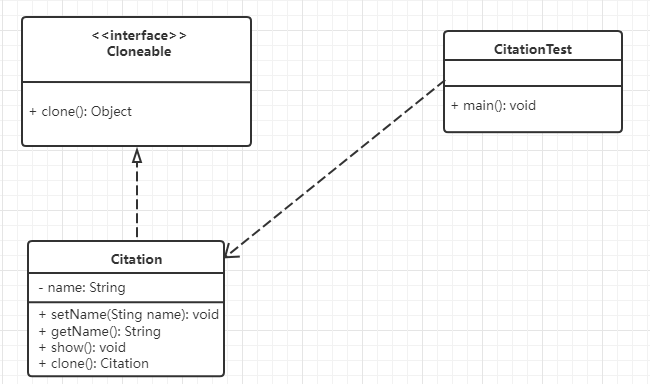 <<interface>>
Cloneable
+ clone(): Object
CitationTest
+ main(): void
Citation
- name: String
+ setName(Sting name): void
+ getName(): String
+ show(): void
+ clone(): Citation